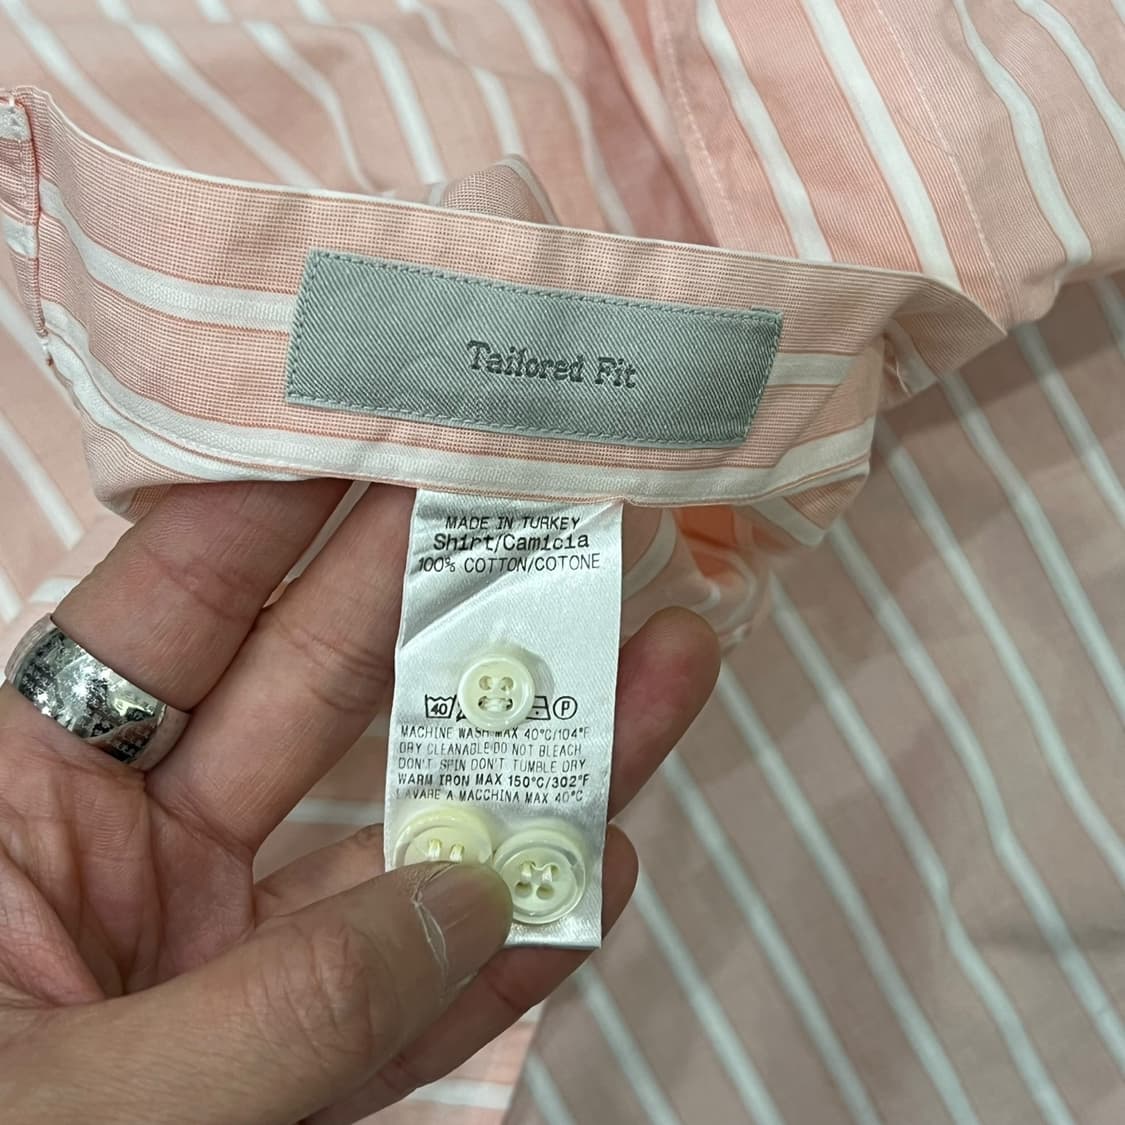 Tailored Fit
MADE IN TURKEY
Shirt/Camicia
100% COTTON/COTONE
40 P
MACHINE WASH MAX 40°C/104°F
DRY CLEANABLE DO NOT BLEACH
DON'T SPIN DON'T TUMBLE DRY
WARM IRON MAX 150°C/302°F
LAVARE A MACCHINA MAX 40°C